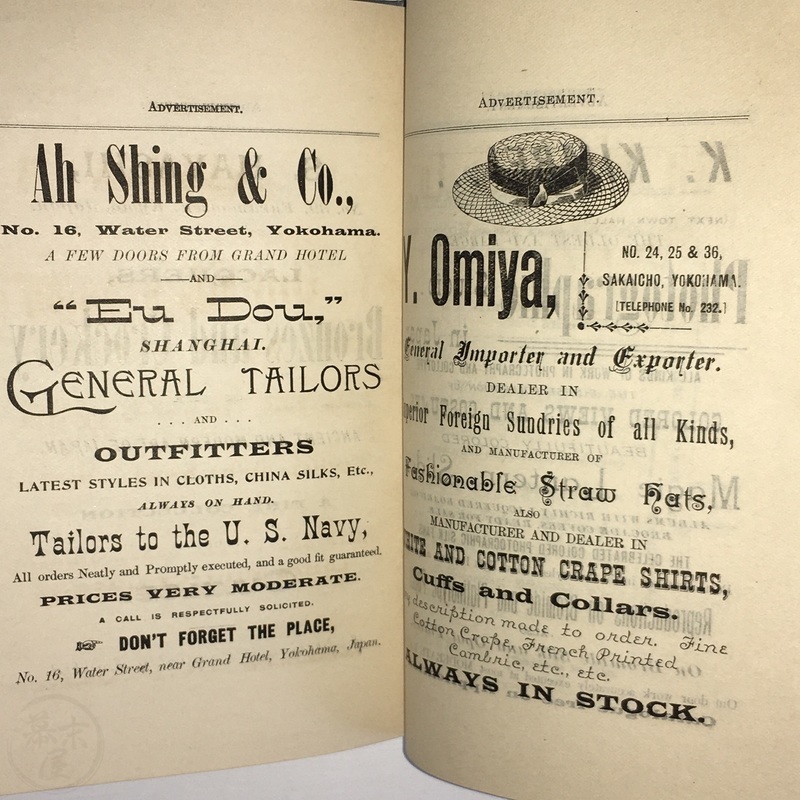 ADVERTISEMENT.
Ah Shing & Co.,
No. 16, Water Street, Yokohama.
A FEW DOORS FROM GRAND HOTEL
AND
"Eu Dou,"
SHANGHAI.
GENERAL TAILORS
... AND ...
OUTFITTERS
LATEST STYLES IN CLOTHS, CHINA SILKS, Etc.,
ALWAYS ON HAND.
Tailors to the U. S. Navy,
All orders Neatly and Promptly executed, and a good fit guaranteed.
PRICES VERY MODERATE.
A CALL IS RESPECTFULLY SOLICITED.
DON'T FORGET THE PLACE,
No. 16, Water Street, near Grand Hotel, Yokohama, Japan.
幕末屋
ADVERTISEMENT.
Y. Omiya,
NO. 24, 25 & 36,
SAKAICHO, YOKOHAMA.
[TELEPHONE No. 232.]
General Importer and Exporter.
DEALER IN
Foreign Sundries of all Kinds,
AND MANUFACTURER OF
Fashionable Straw Hats,
ALSO
MANUFACTURER AND DEALER IN
AND COTTON CRAPE SHIRTS,
Cuffs and Collars.
description made to order. Fine
Cotton Crape, French Printed
Cambric, etc., etc.
ALWAYS IN STOCK.